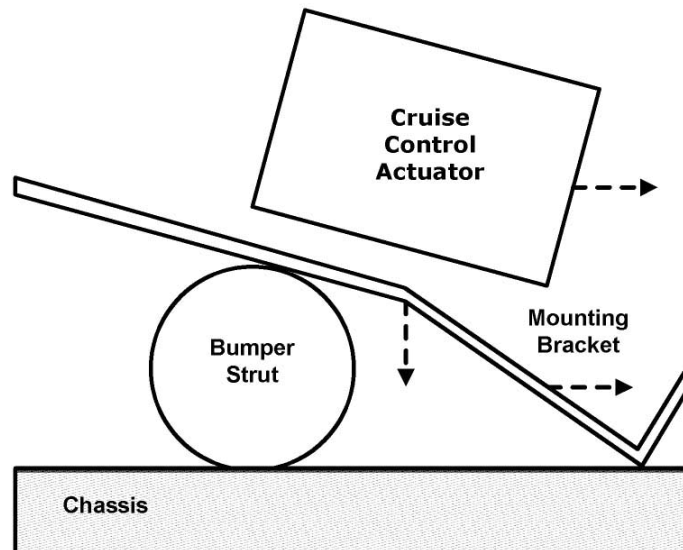 Cruise
Control
Actuator
Mounting
Bracket
Bumper
Strut
Chassis